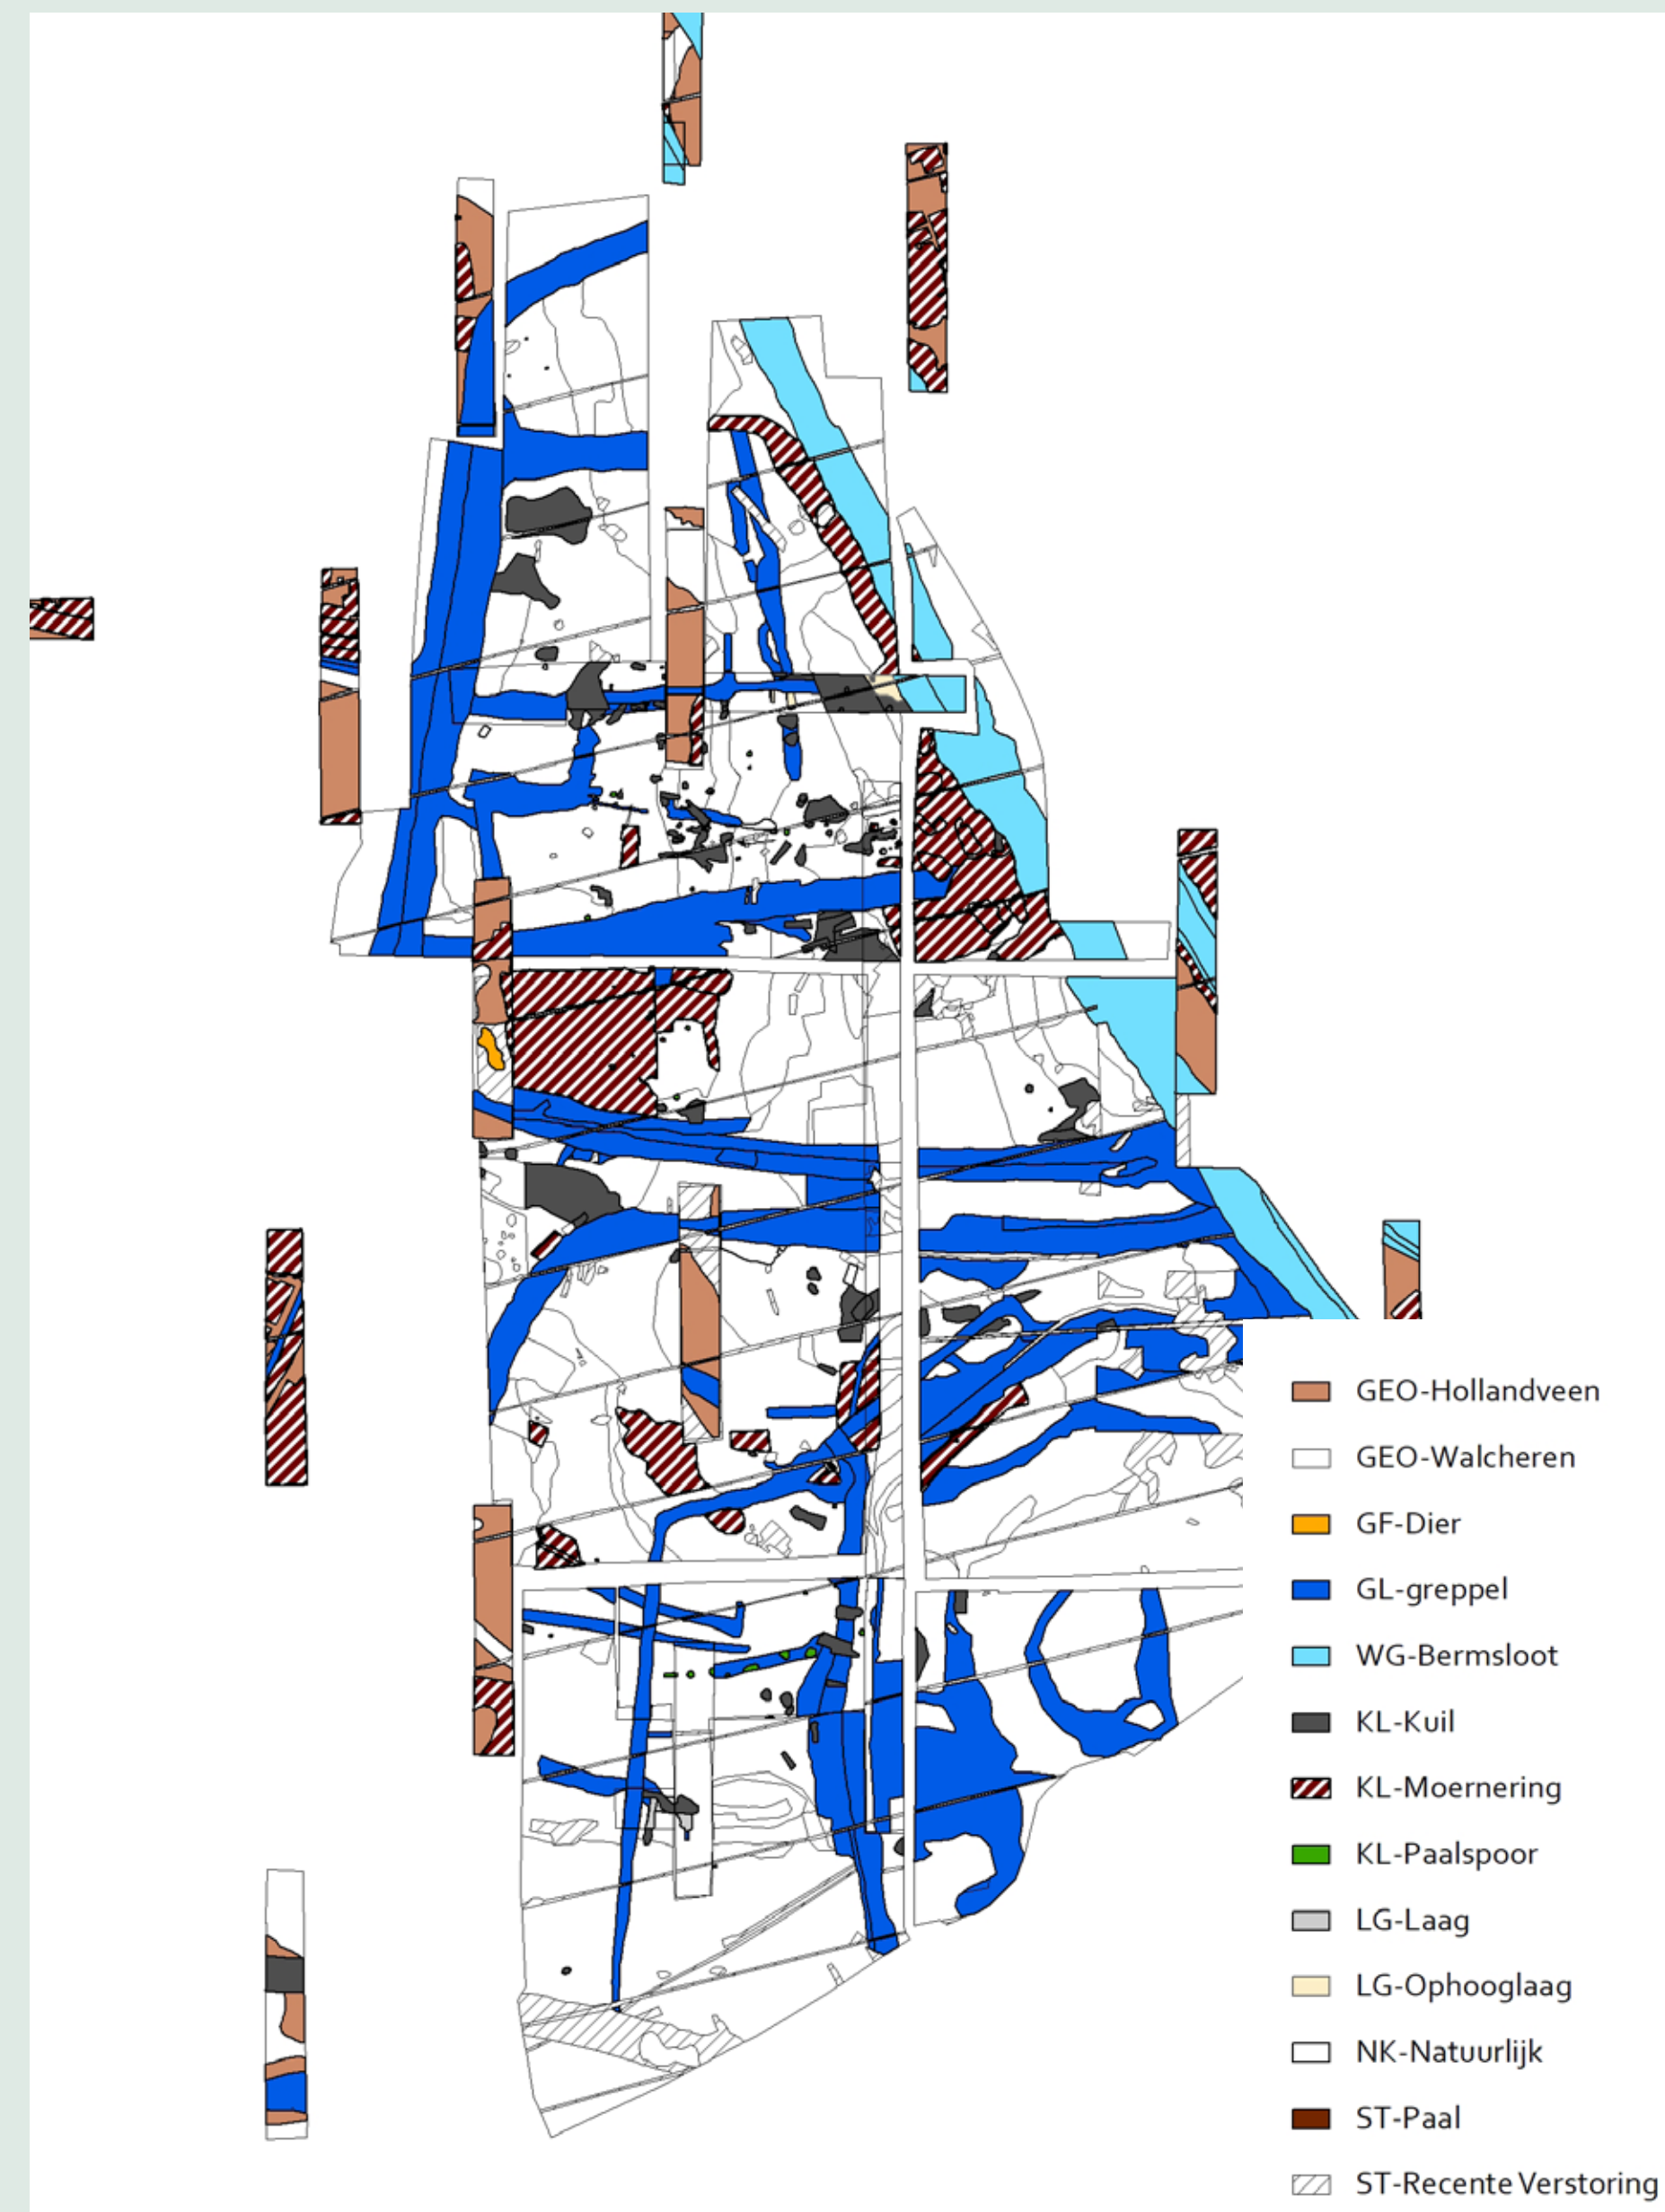 GEO-Hollandveen
GEO-Walcheren
GF-Dier
GL-greppel
WG-Bermsloot
KL-Kuil
KL-Moernering
KL-Paalspoor
LG-Laag
LG-Ophooglaag
NK-Natuurlijk
ST-Paal
ST-Recente Verstoring